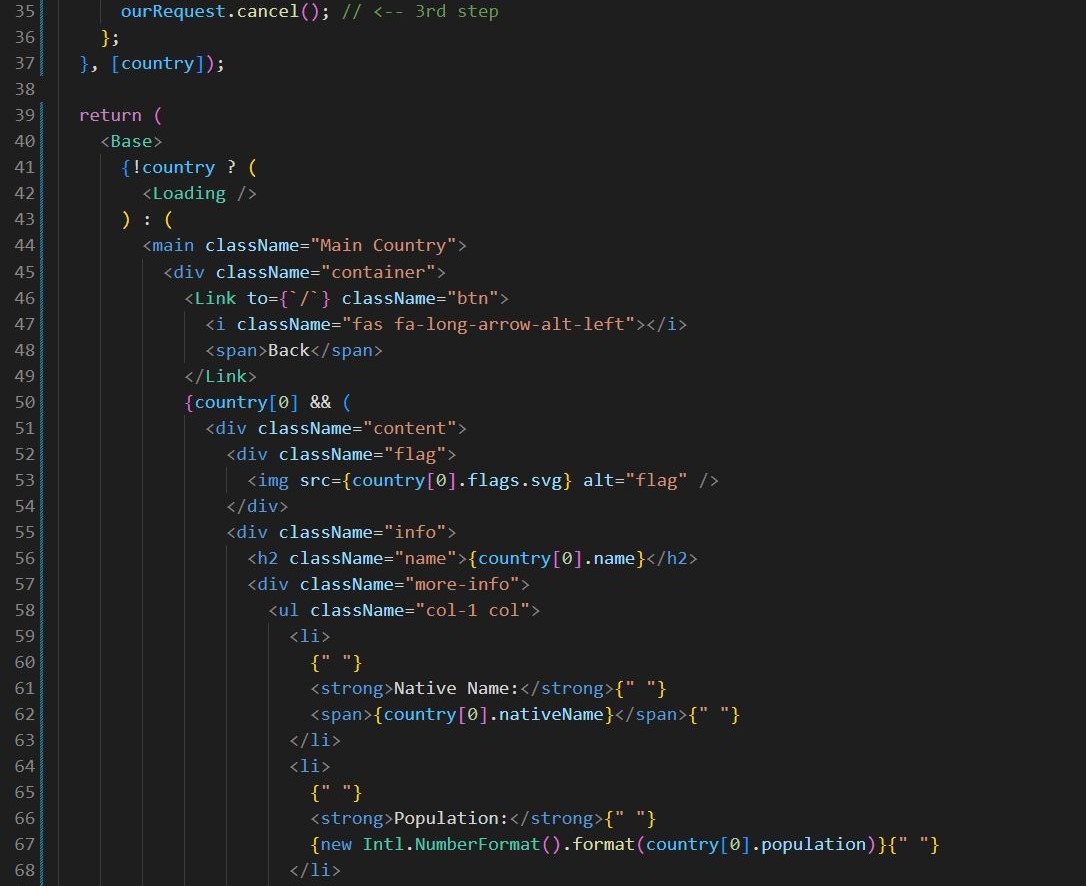 35 ourRequest.cancel(); // <-- 3rd step
36 };
37 }, [country]);
38
39 return (
40 <Base>
41 {!country ? (
42 <Loading />
43 ) : (
44 <main className="Main Country">
45 <div className="container">
46 <Link to={`/`} className="btn">
47 <i className="fas fa-long-arrow-alt-left"></i>
48 <span>Back</span>
49 </Link>
50 {country[0] && (
51 <div className="content">
52 <div className="flag">
53 <img src={country[0].flags.svg} alt="flag" />
54 </div>
55 <div className="info">
56 <h2 className="name">{country[0].name}</h2>
57 <div className="more-info">
58 <ul className="col-1 col">
59 <li>
60 {" "}
61 <strong>Native Name:</strong>{" "}
62 <span>{country[0].nativeName}</span>{" "}
63 </li>
64 <li>
65 {" "}
66 <strong>Population:</strong>{" "}
67 {new Intl.NumberFormat().format(country[0].population)}{" "}
68 </li>